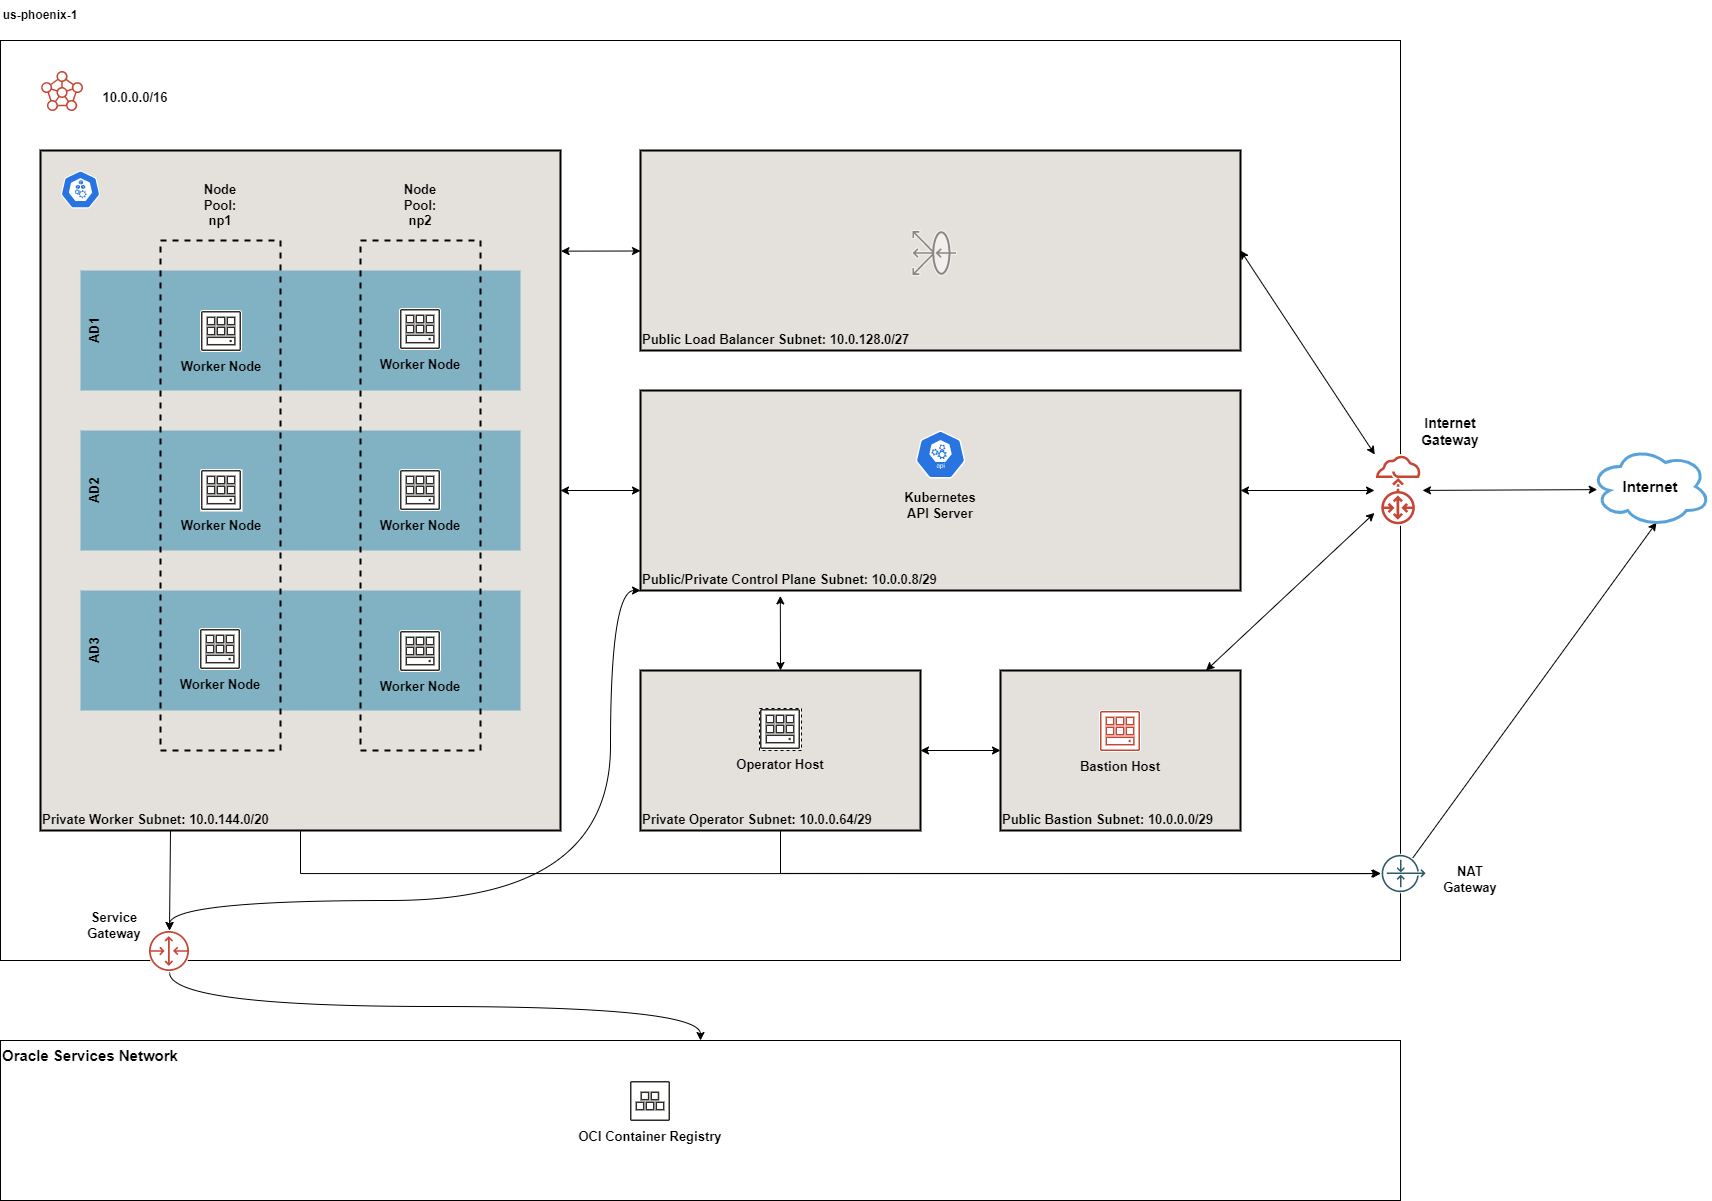 us-phoenix-1
10.0.0.0/16
Node
Pool:
np1
Node
Pool:
np2
AD1
Worker Node
Worker Node
AD2
Worker Node
Worker Node
AD3
Worker Node
Worker Node
Private Worker Subnet: 10.0.144.0/20
Public Load Balancer Subnet: 10.0.128.0/27
api
Kubernetes
API Server
Public/Private Control Plane Subnet: 10.0.0.8/29
Operator Host
Private Operator Subnet: 10.0.0.64/29
Bastion Host
Public Bastion Subnet: 10.0.0.0/29
Internet
Gateway
Internet
NAT
Gateway
Service
Gateway
Oracle Services Network
OCI Container Registry